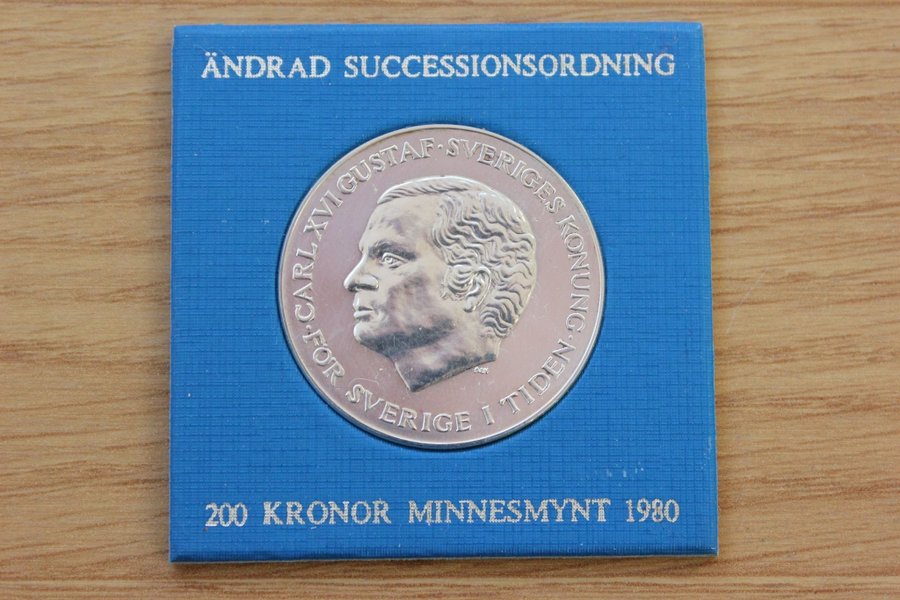 ÄNDRAD SUCCESSIONSORDNING
·CARL XVI GUSTAF·SVERIGES KONUNG·
FÖR SVERIGE I TIDEN·
200 KRONOR MINNESMYNT 1980